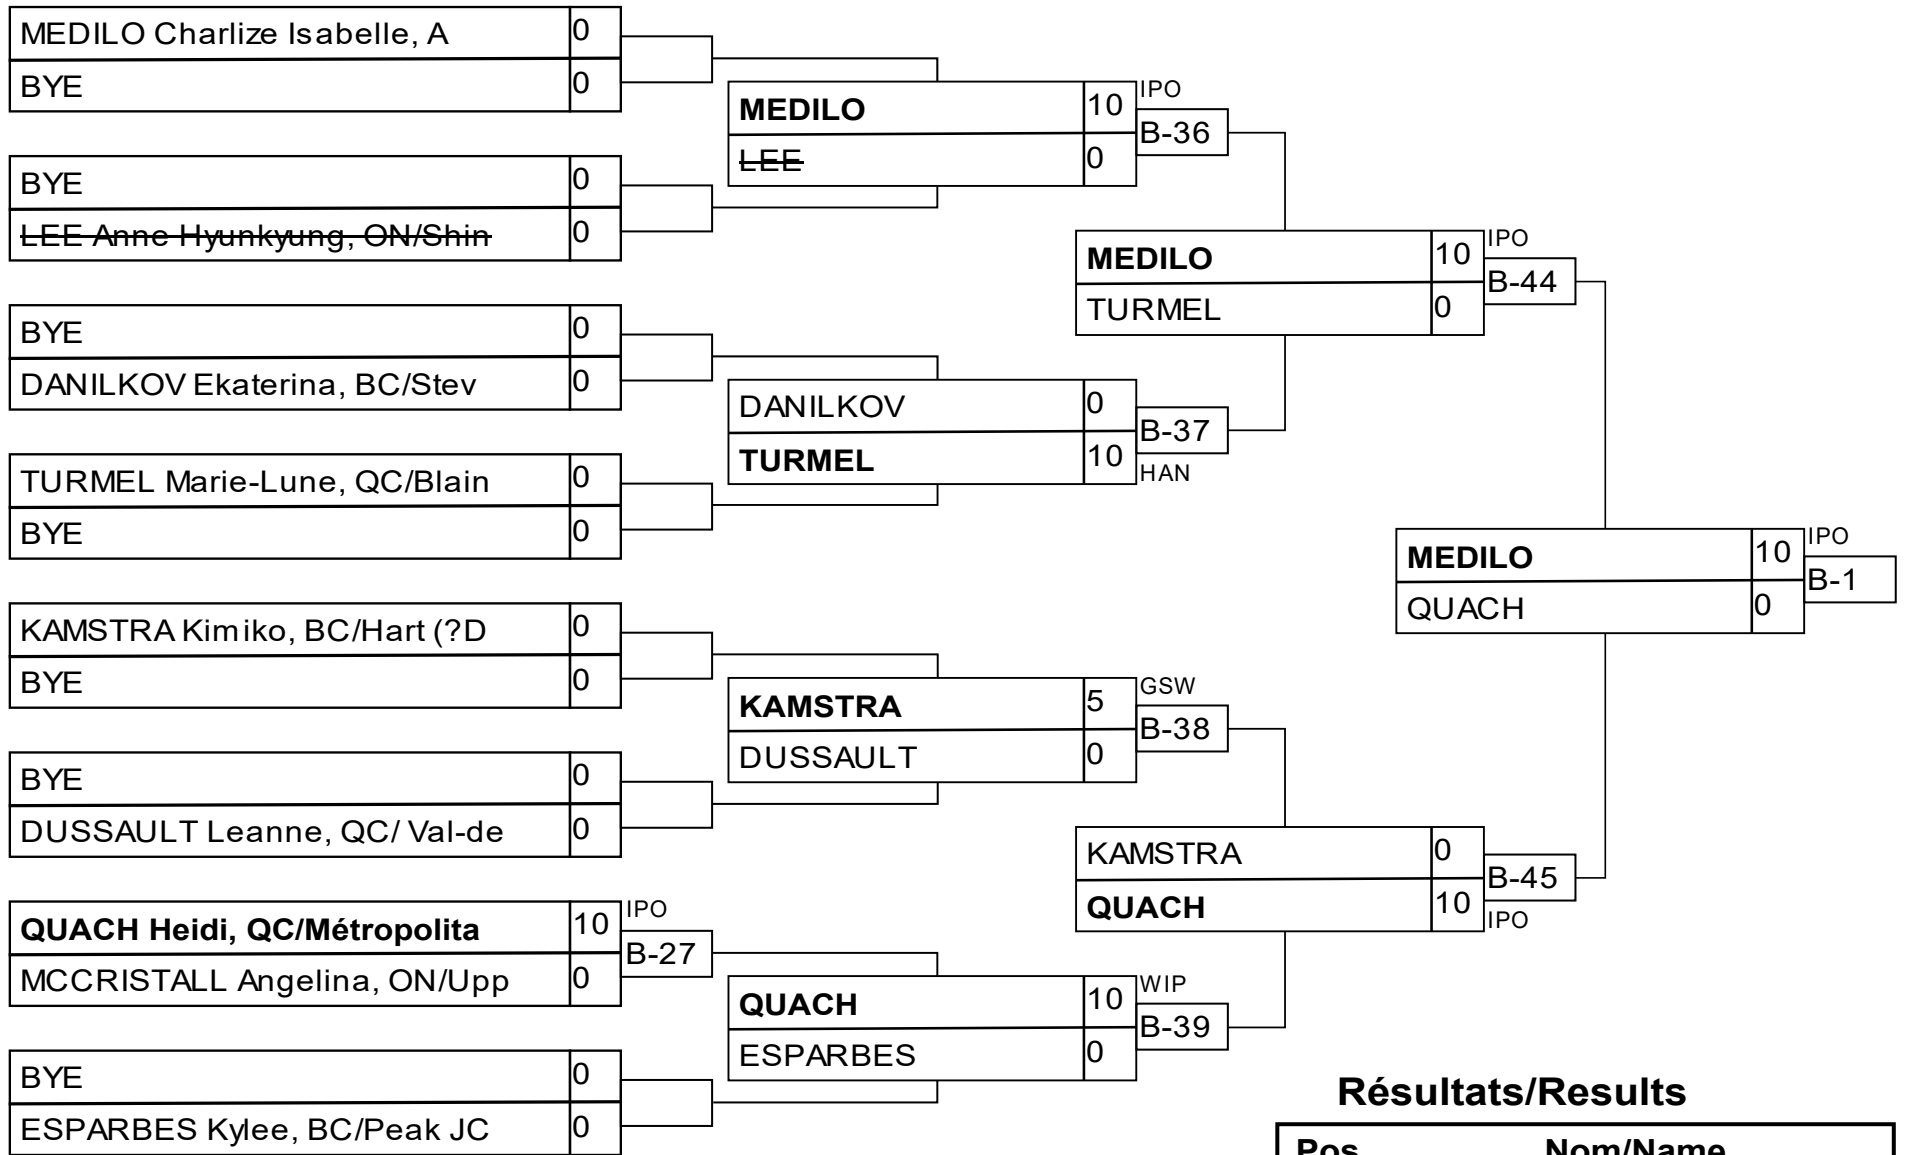 MEDILO Charlize Isabelle, A 0
BYE 0
BYE 0
LEE Anne Hyunkyung, ON/Shin 0
BYE 0
DANILKOV Ekaterina, BC/Stev 0
TURMEL Marie-Lune, QC/Blain 0
BYE 0
KAMSTRA Kimiko, BC/Hart (?D 0
BYE 0
BYE 0
DUSSAULT Leanne, QC/ Val-de 0
QUACH Heidi, QC/Métropolita 10 IPO
B-27
MCCRISTALL Angelina, ON/Upp 0
BYE 0
ESPARBES Kylee, BC/Peak JC 0
MEDILO 10 IPO
B-36
LEE 0
DANILKOV 0
B-37
TURMEL 10 HAN
KAMSTRA 5 GSW
B-38
DUSSAULT 0
QUACH 10 WIP
B-39
ESPARBES 0
MEDILO 10 IPO
B-44
TURMEL 0
KAMSTRA 0
B-45
QUACH 10 IPO
MEDILO 10 IPO
B-1
QUACH 0
Résultats/Results
Pos Nom/Name